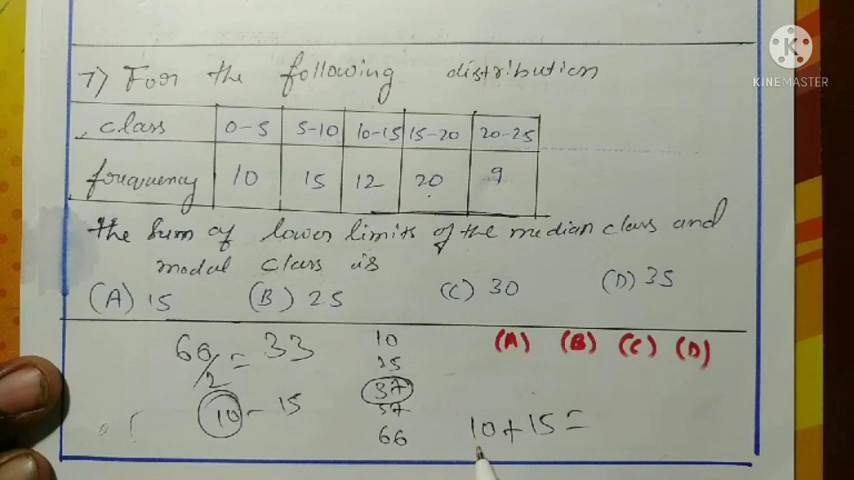 K
KINEMASTER
7) For the following distribution
class 0-5 5-10 10-15 15-20 20-25
frequency 10 15 12 20 9
the sum of lower limits of the median class and
modal class is
(A) 15 (B) 25 (C) 30 (D) 35
66/2 = 33
10 - 15
10
25
37
57
66
(A) (B) (C) (D)
10+15=